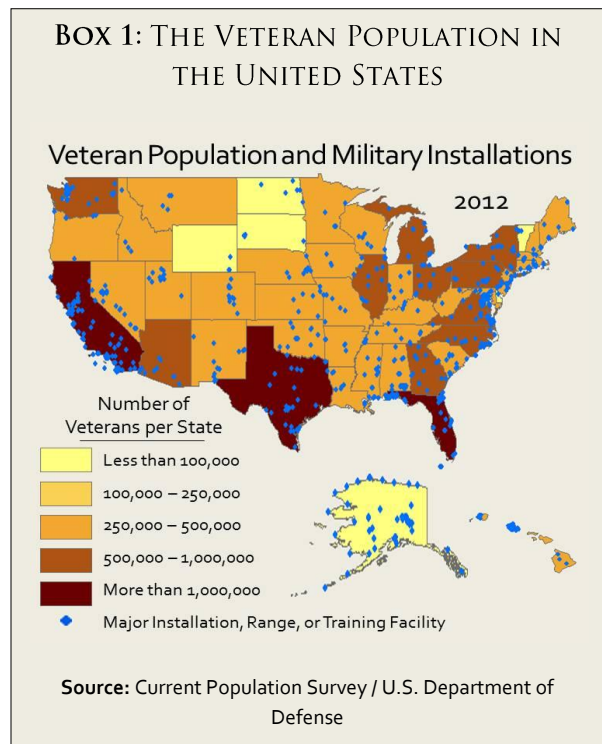 BOX 1: THE VETERAN POPULATION IN
THE UNITED STATES
Veteran Population and Military Installations
2012
Number of
Veterans per State
Less than 100,000
100,000 – 250,000
250,000 – 500,000
500,000 – 1,000,000
More than 1,000,000
Major Installation, Range, or Training Facility
Source: Current Population Survey / U.S. Department of
Defense